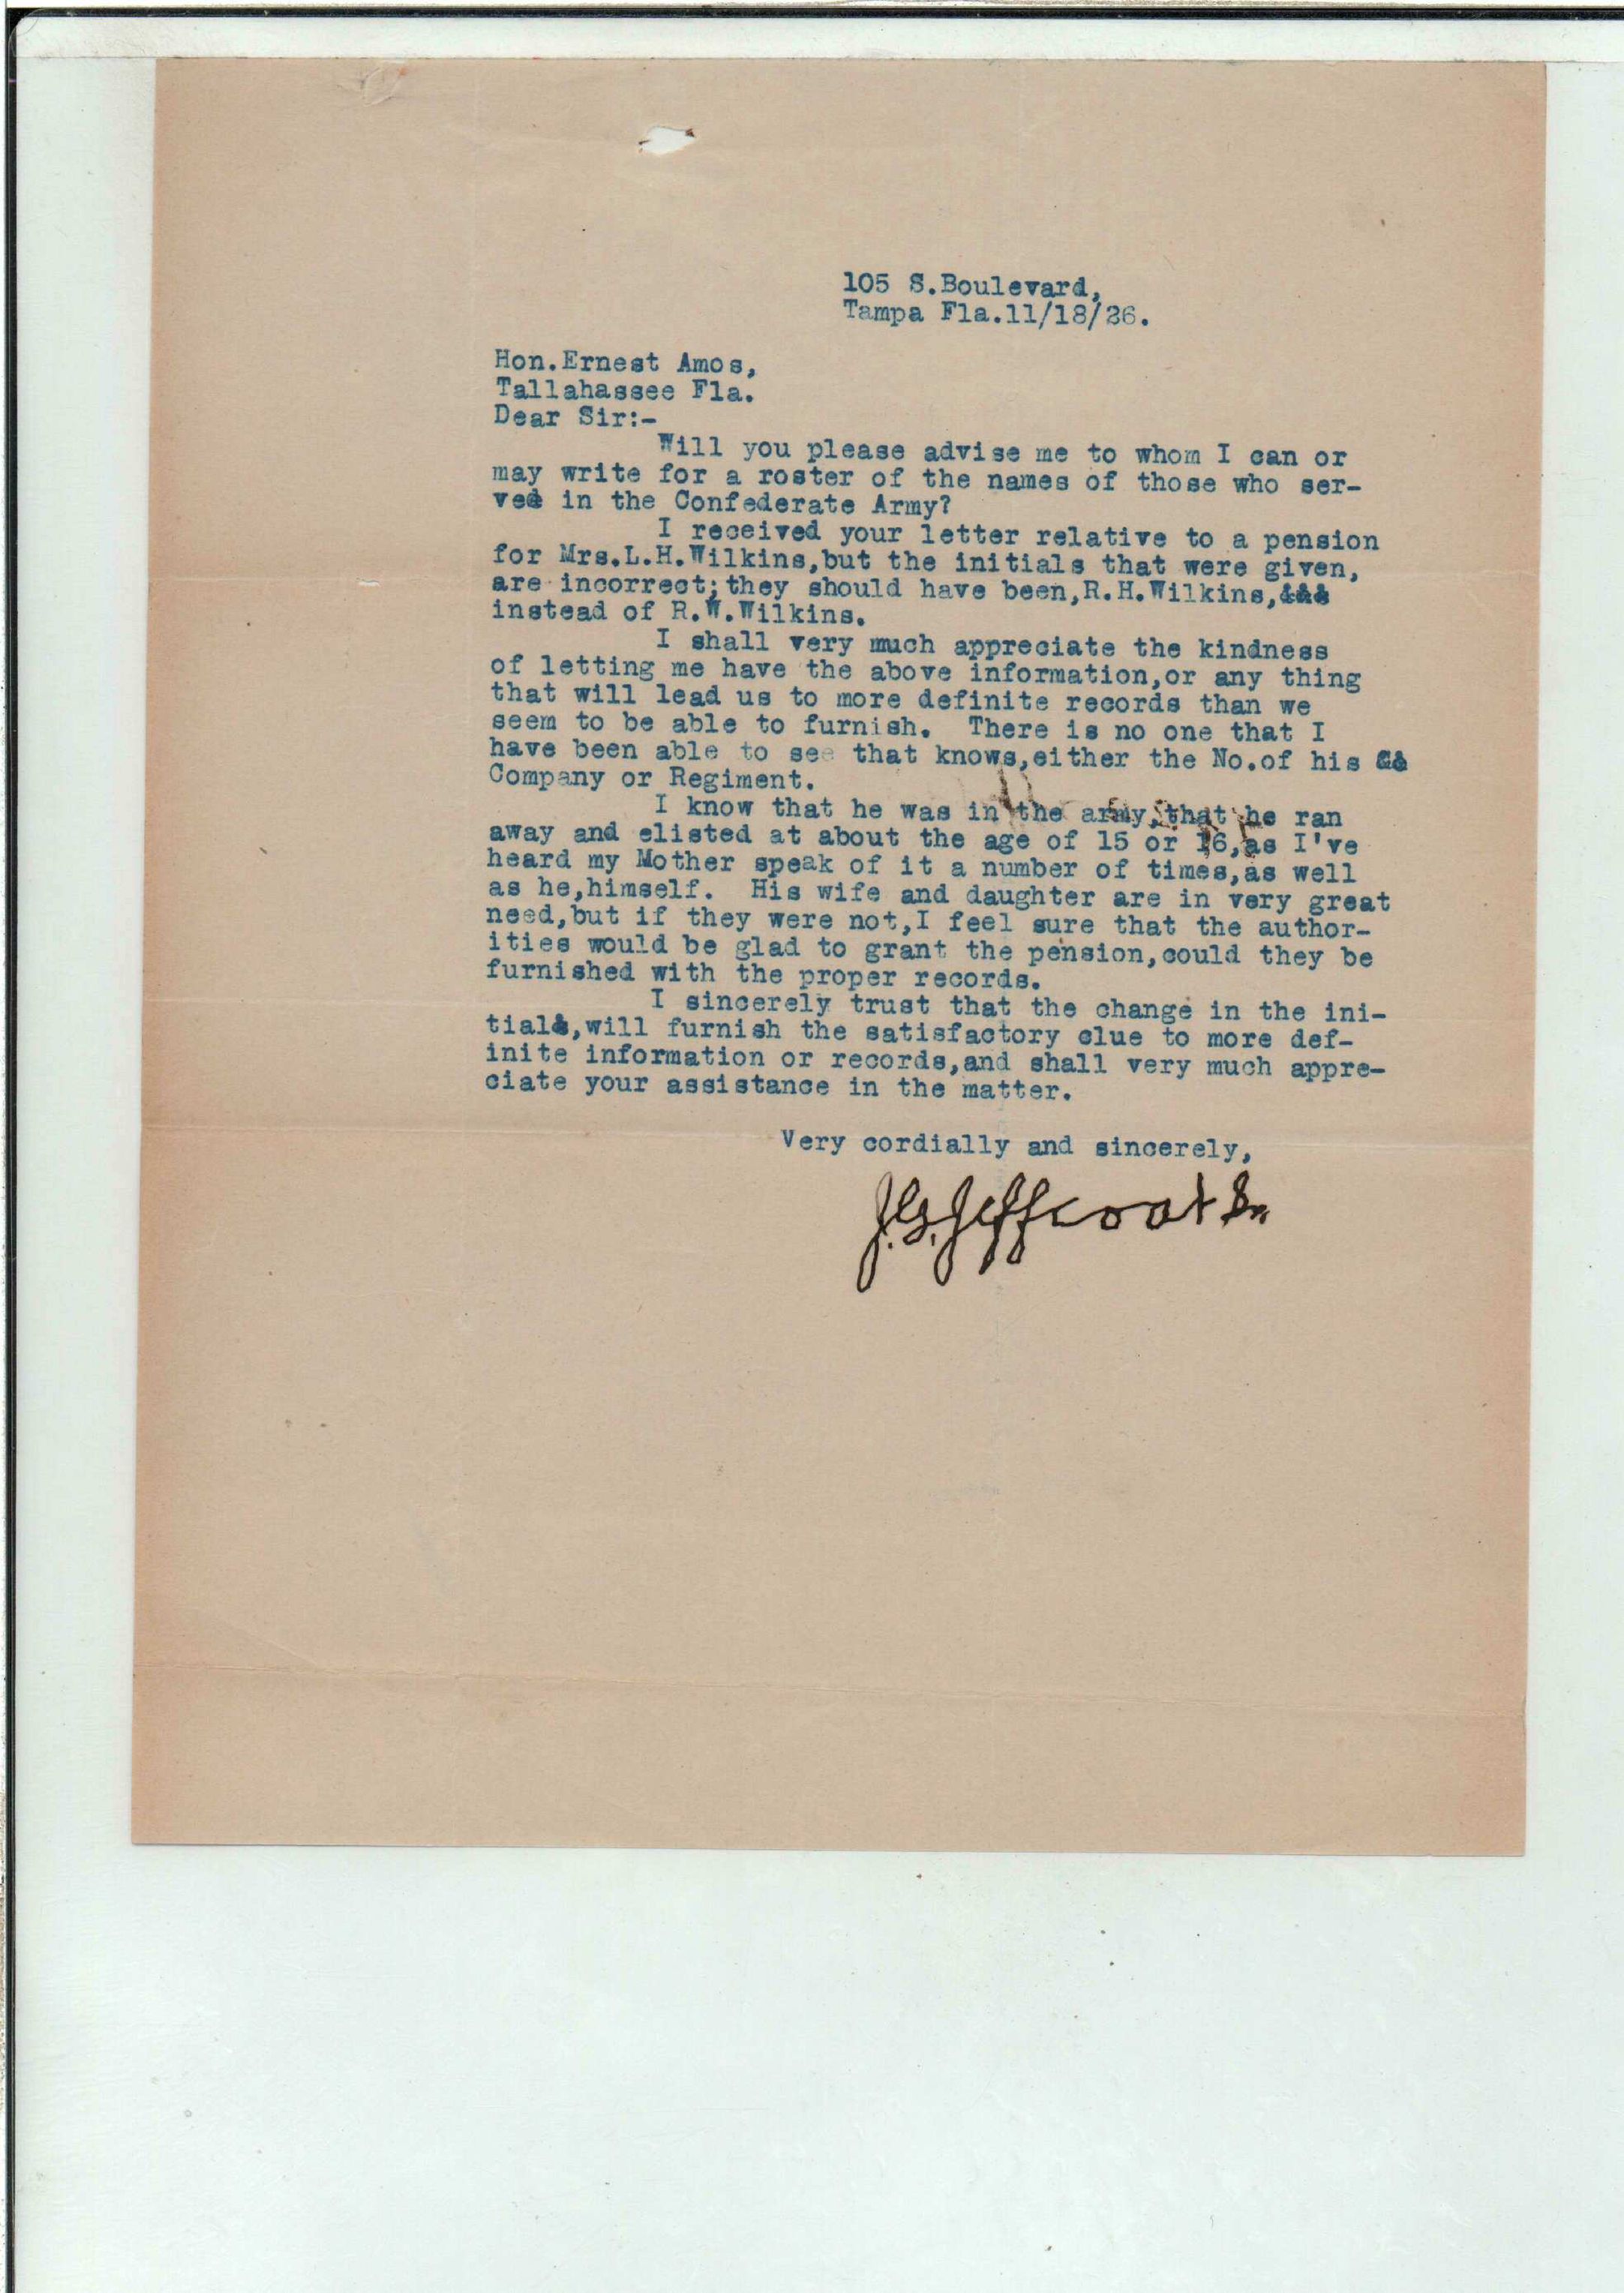 105 S.Boulevard,
Tampa Fla.11/18/26.
Hon.Ernest Amos,
Tallahassee Fla.
Dear Sir:-
Will you please advise me to whom I can or
may write for a roster of the names of those who ser-
ved in the Confederate Army?
I received your letter relative to a pension
for Mrs.L.H.Wilkins,but the initials that were given,
are incorrect;they should have been,R.H.Wilkins,&&&
instead of R.W.Wilkins.
I shall very much appreciate the kindness
of letting me have the above information,or any thing
that will lead us to more definite records than we
seem to be able to furnish. There is no one that I
have been able to see that knows,either the No.of his
Company or Regiment.
I know that he was in the army,that he ran
away and elisted at about the age of 15 or 16,as I've
heard my Mother speak of it a number of times,as well
as he,himself. His wife and daughter are in very great
need,but if they were not,I feel sure that the author-
ities would be glad to grant the pension,could they be
furnished with the proper records.
I sincerely trust that the change in the ini-
tials,will furnish the satisfactory clue to more def-
inite information or records,and shall very much appre-
ciate your assistance in the matter.
Very cordially and sincerely,
J.G.Jeffcoat Sr